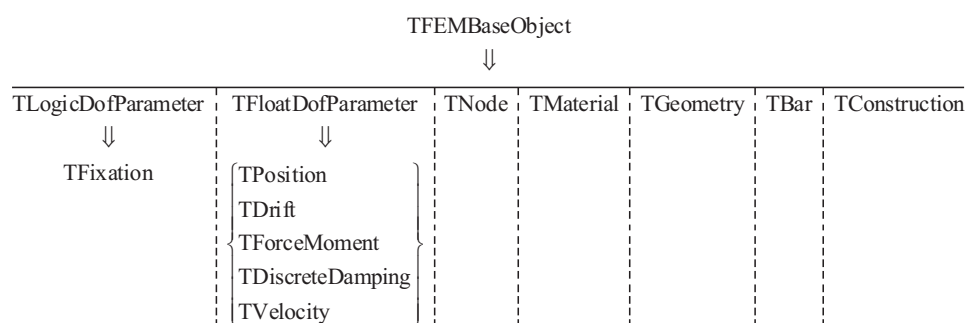 TFEMBaseObject
⇓
TLogicDofParameter TFloatDofParameter TNode TMaterial TGeometry TBar TConstruction
⇓ ⇓
TFixation TPosition
TDrift
TForceMoment
TDiscreteDamping
TVelocity